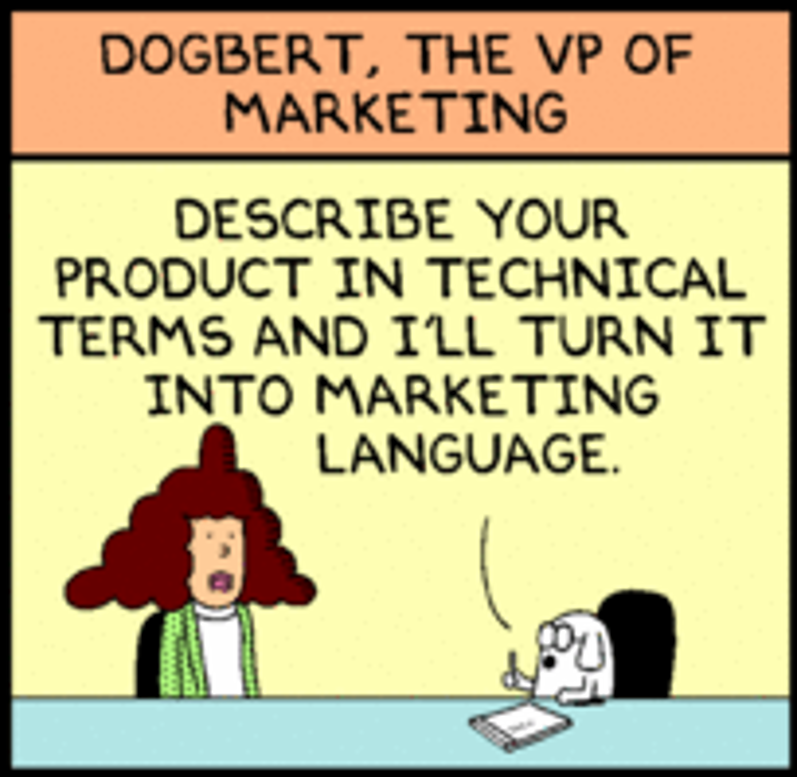 DOGBERT, THE VP OF
MARKETING
DESCRIBE YOUR
PRODUCT IN TECHNICAL
TERMS AND I'LL TURN IT
INTO MARKETING
LANGUAGE.